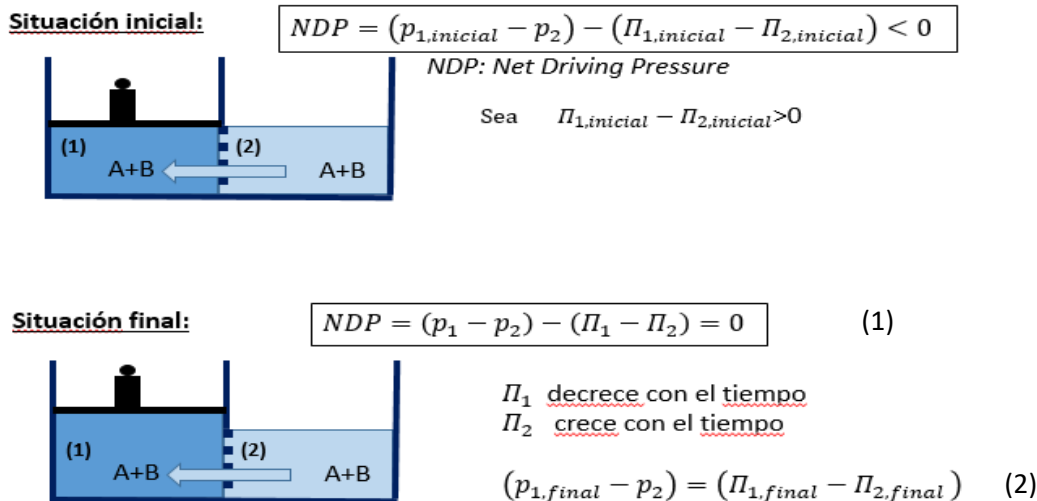 Situación inicial:
NDP = (p₁,inicial − p₂) − (Π₁,inicial − Π₂,inicial) < 0
NDP: Net Driving Pressure
Sea Π₁,inicial − Π₂,inicial>0
(1) (2)
A+B A+B
Situación final:
NDP = (p₁ − p₂) − (Π₁ − Π₂) = 0 (1)
Π₁ decrece con el tiempo
Π₂ crece con el tiempo
(1) (2)
A+B A+B
(p₁,final − p₂) = (Π₁,final − Π₂,final) (2)